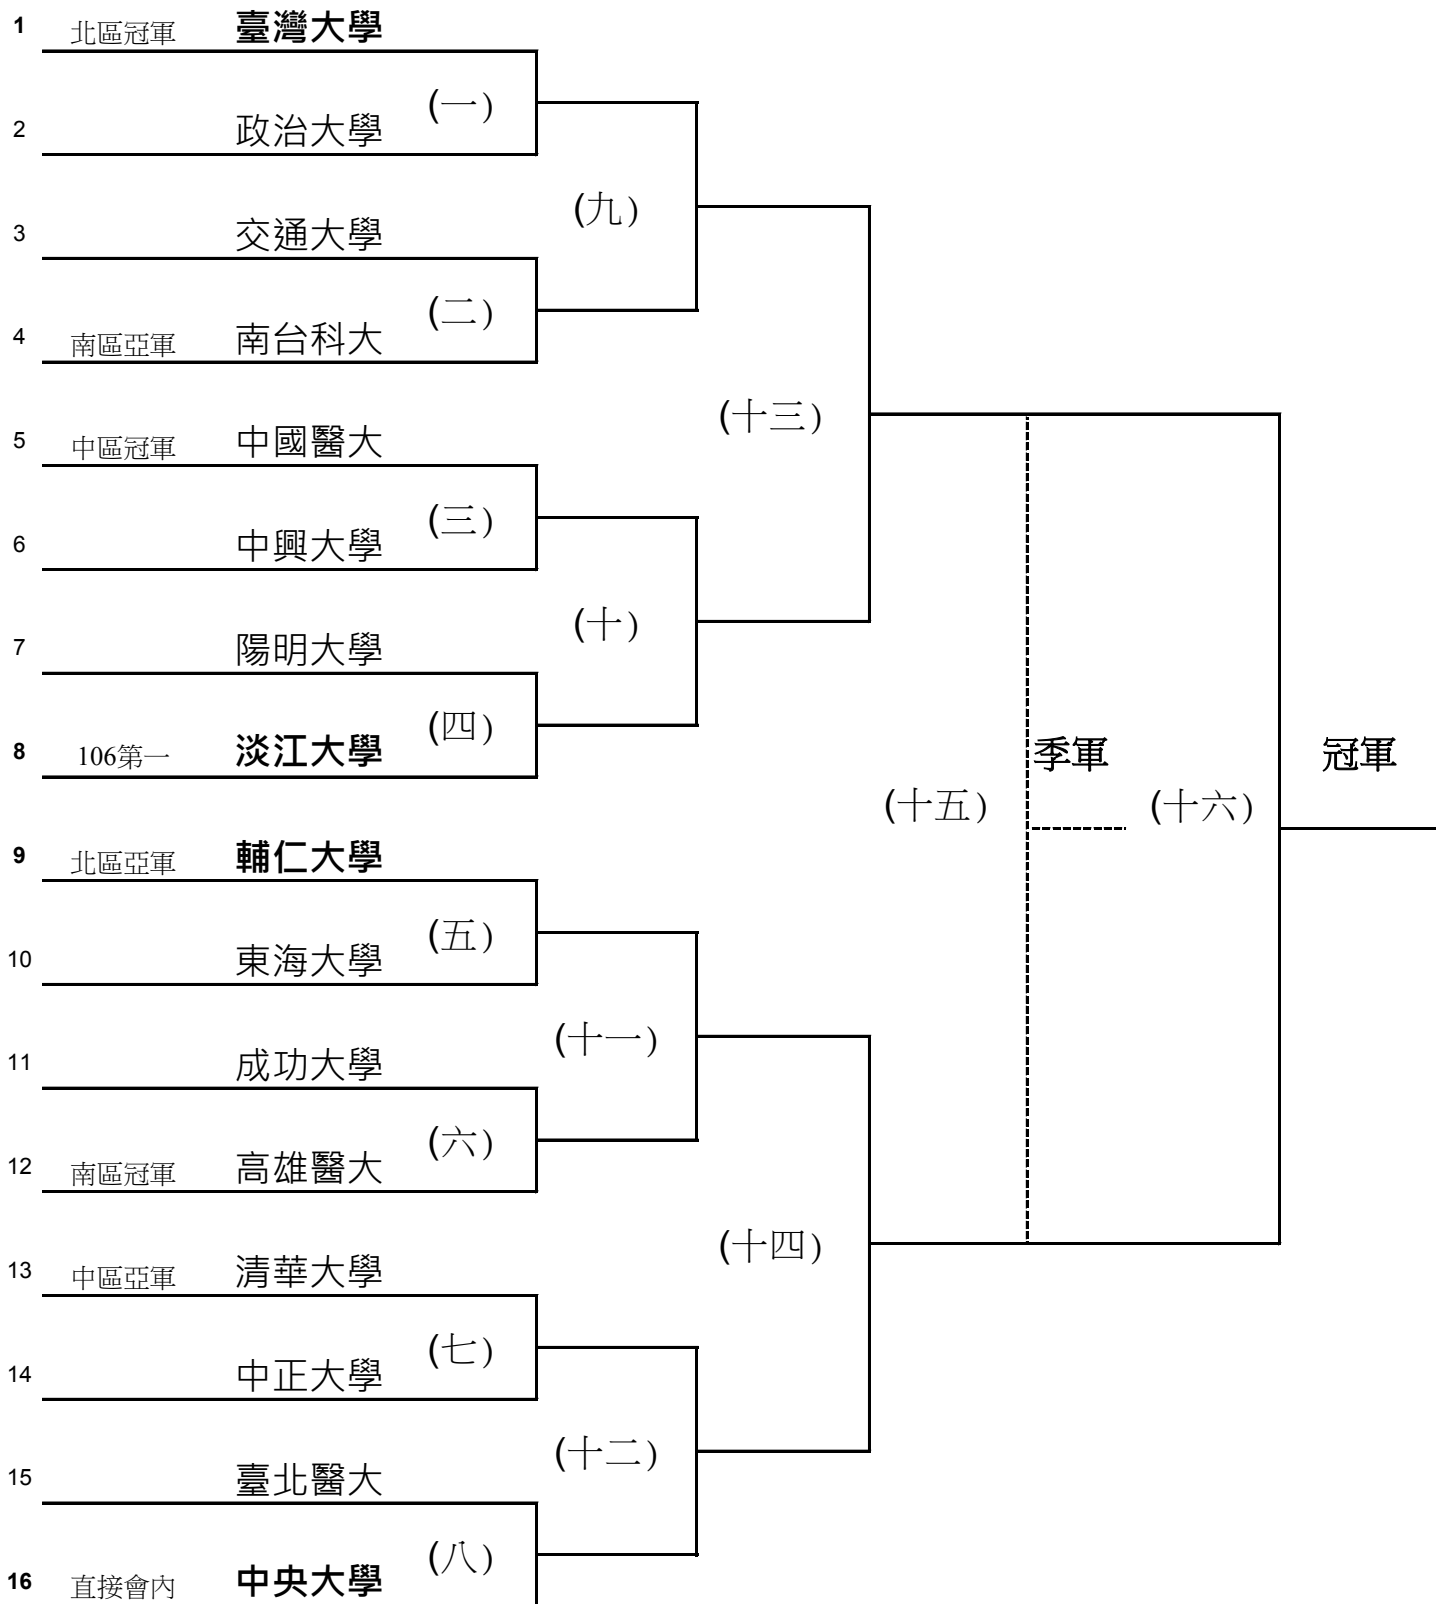 1 北區冠軍 臺灣大學
(一)
2 政治大學
(九)
3 交通大學
(二)
4 南區亞軍 南台科大
(十三)
5 中區冠軍 中國醫大
(三)
6 中興大學
(十)
7 陽明大學
(四)
8 106第一 淡江大學
季軍 冠軍
(十五) (十六)
9 北區亞軍 輔仁大學
(五)
10 東海大學
(十一)
11 成功大學
(六)
12 南區冠軍 高雄醫大
(十四)
13 中區亞軍 清華大學
(七)
14 中正大學
(十二)
15 臺北醫大
(八)
16 直接會內 中央大學